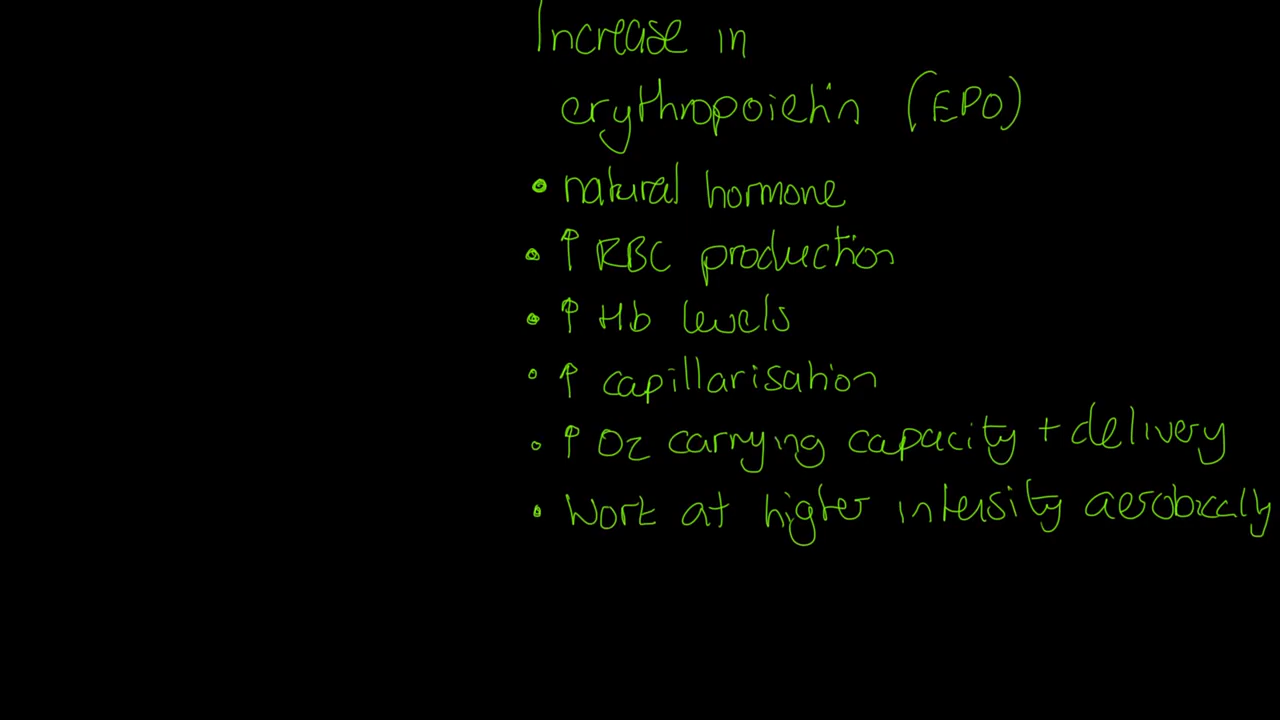 Increase in
erythropoietin (EPO)
• natural hormone
• ↑ RBC production
• ↑ Hb levels
• ↑ capillarisation
• ↑ O2 carrying capacity + delivery
• Work at higher intensity aerobically